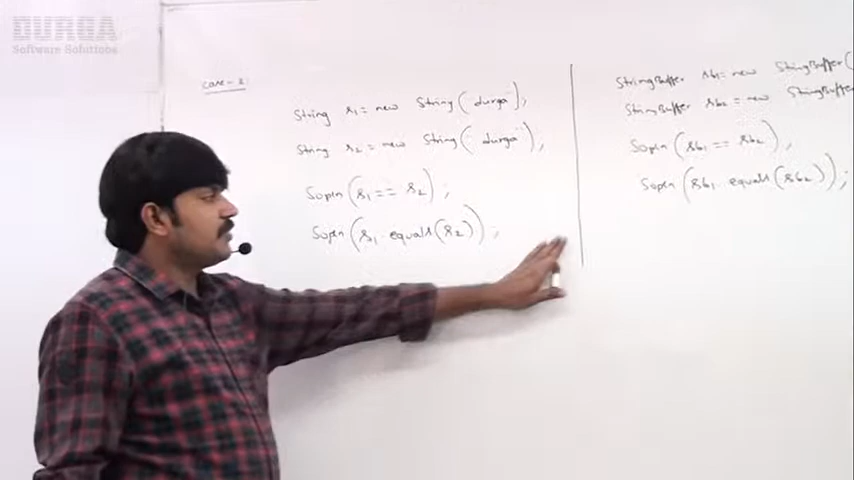 DURGA
Software Solutions
case-2
String s1 = new String("durga");
String s2 = new String("durga");
Sopln(s1 == s2);
Sopln(s1.equals(s2));
StringBuffer sb1 = new StringBuffer(
StringBuffer sb2 = new StringBuffer
Sopln(sb1 == sb2);
Sopln(sb1.equals(sb2));